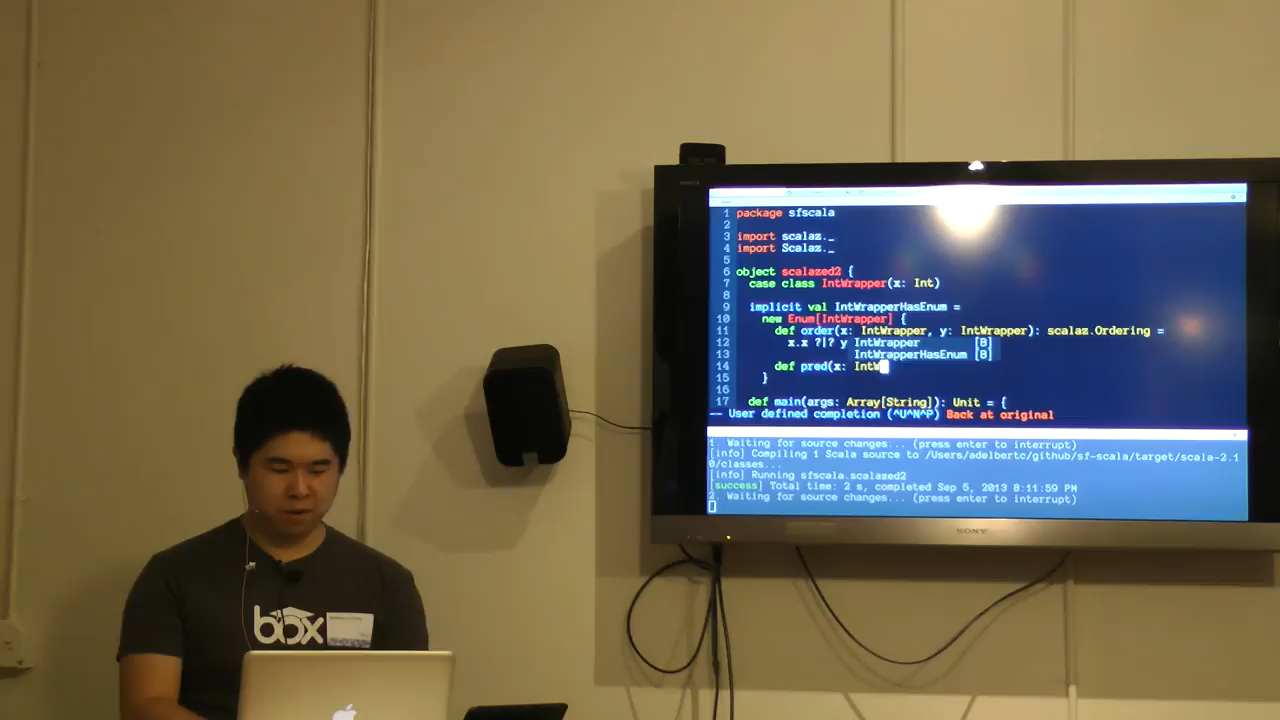 1 package sfscala
2
3 import scalaz._
4 import Scalaz._
5
6 object scalazed2 {
7 case class IntWrapper(x: Int)
8
9 implicit val IntWrapperHasEnum =
10 new Enum[IntWrapper] {
11 def order(x: IntWrapper, y: IntWrapper): scalaz.Ordering =
12 x.x ?|? y IntWrapper [B]
13 IntWrapperHasEnum [B]
14 def pred(x: IntW
15 }
16
17 def main(args: Array[String]): Unit = {
-- User defined completion (^U^N^P) Back at original
1. Waiting for source changes... (press enter to interrupt)
[info] Compiling 1 Scala source to /Users/adelbertc/github/sf-scala/target/scala-2.1
0/classes...
[info] Running sfscala.scalazed2
[success] Total time: 2 s, completed Sep 5, 2013 8:11:59 PM
2. Waiting for source changes... (press enter to interrupt)
SONY
box